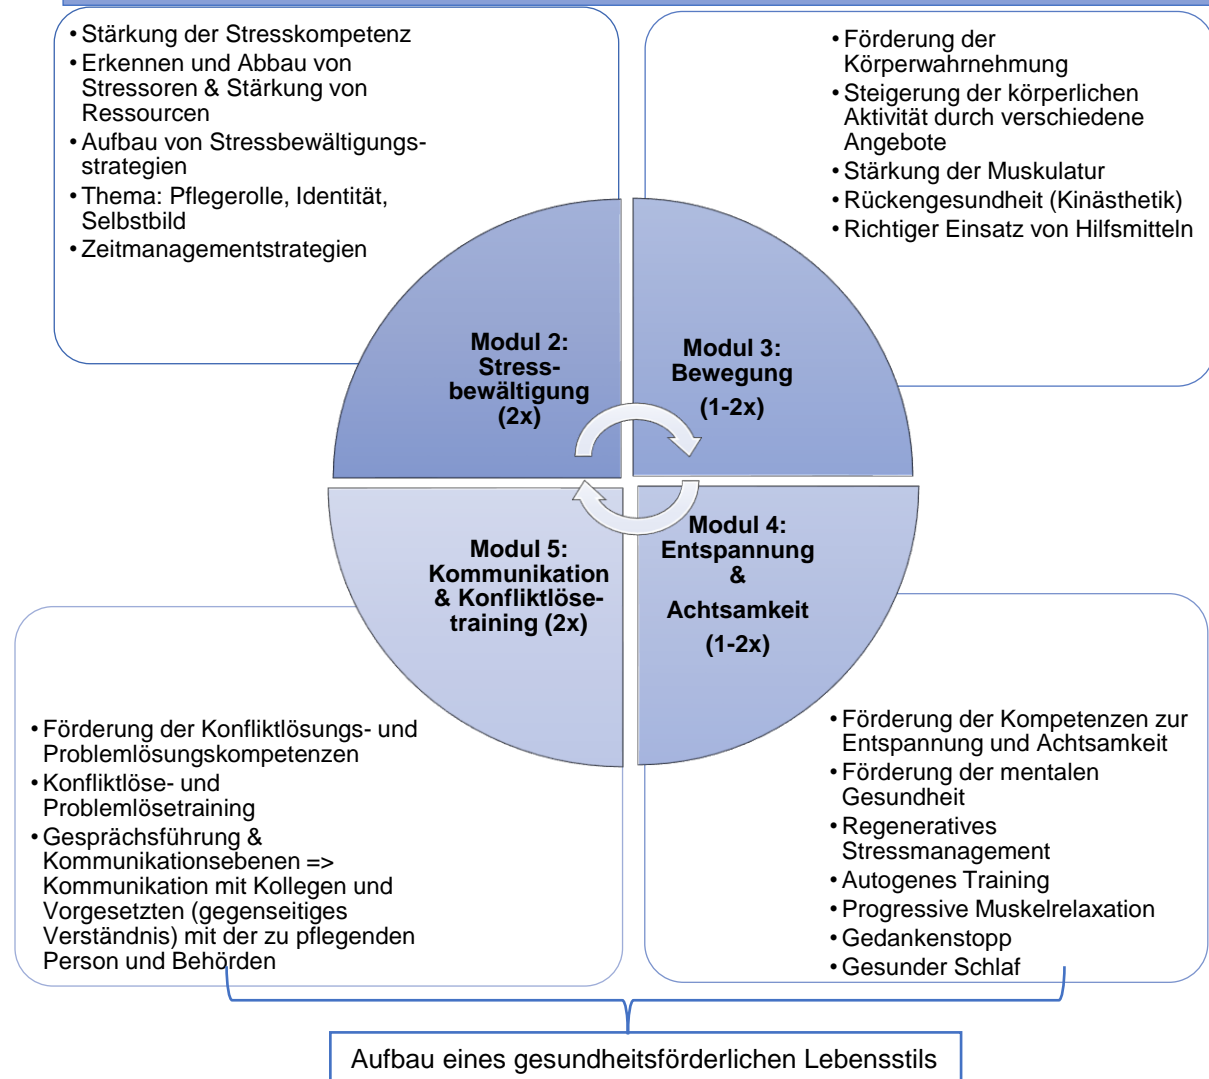 • Stärkung der Stresskompetenz
• Erkennen und Abbau von
Stressoren & Stärkung von
Ressourcen
• Aufbau von Stressbewältigungs-
strategien
• Thema: Pflegerolle, Identität,
Selbstbild
• Zeitmanagementstrategien
• Förderung der
Körperwahrnehmung
• Steigerung der körperlichen
Aktivität durch verschiedene
Angebote
• Stärkung der Muskulatur
• Rückengesundheit (Kinästhetik)
• Richtiger Einsatz von Hilfsmitteln
Modul 2:
Stress-
bewältigung
(2x)
Modul 3:
Bewegung
(1-2x)
Modul 5:
Kommunikation
& Konfliktlöse-
training (2x)
Modul 4:
Entspannung
&
Achtsamkeit
(1-2x)
• Förderung der Konfliktlösungs- und
Problemlösungskompetenzen
• Konfliktlöse- und
Problemlösetraining
• Gesprächsführung &
Kommunikationsebenen =>
Kommunikation mit Kollegen und
Vorgesetzten (gegenseitiges
Verständnis) mit der zu pflegenden
Person und Behörden
• Förderung der Kompetenzen zur
Entspannung und Achtsamkeit
• Förderung der mentalen
Gesundheit
• Regeneratives
Stressmanagement
• Autogenes Training
• Progressive Muskelrelaxation
• Gedankenstopp
• Gesunder Schlaf
Aufbau eines gesundheitsförderlichen Lebensstils